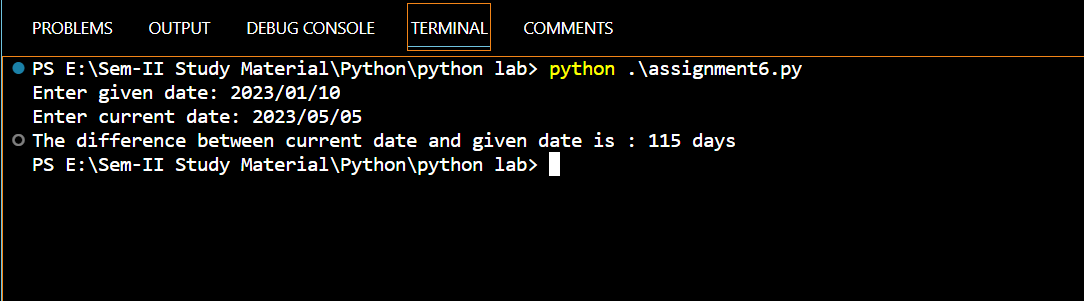 PROBLEMS OUTPUT DEBUG CONSOLE TERMINAL COMMENTS
PS E:\Sem-II Study Material\Python\python lab> python .\assignment6.py
Enter given date: 2023/01/10
Enter current date: 2023/05/05
The difference between current date and given date is : 115 days
PS E:\Sem-II Study Material\Python\python lab>